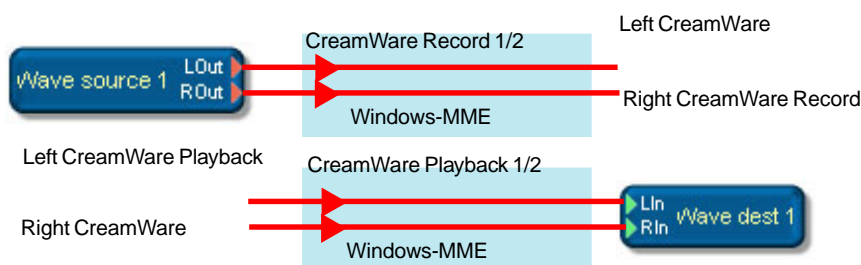 CreamWare Record 1/2
Left CreamWare
Wave source 1
LOut
ROut
Right CreamWare Record
Windows-MME
Left CreamWare Playback
CreamWare Playback 1/2
Right CreamWare
LIn
RIn
Wave dest 1
Windows-MME